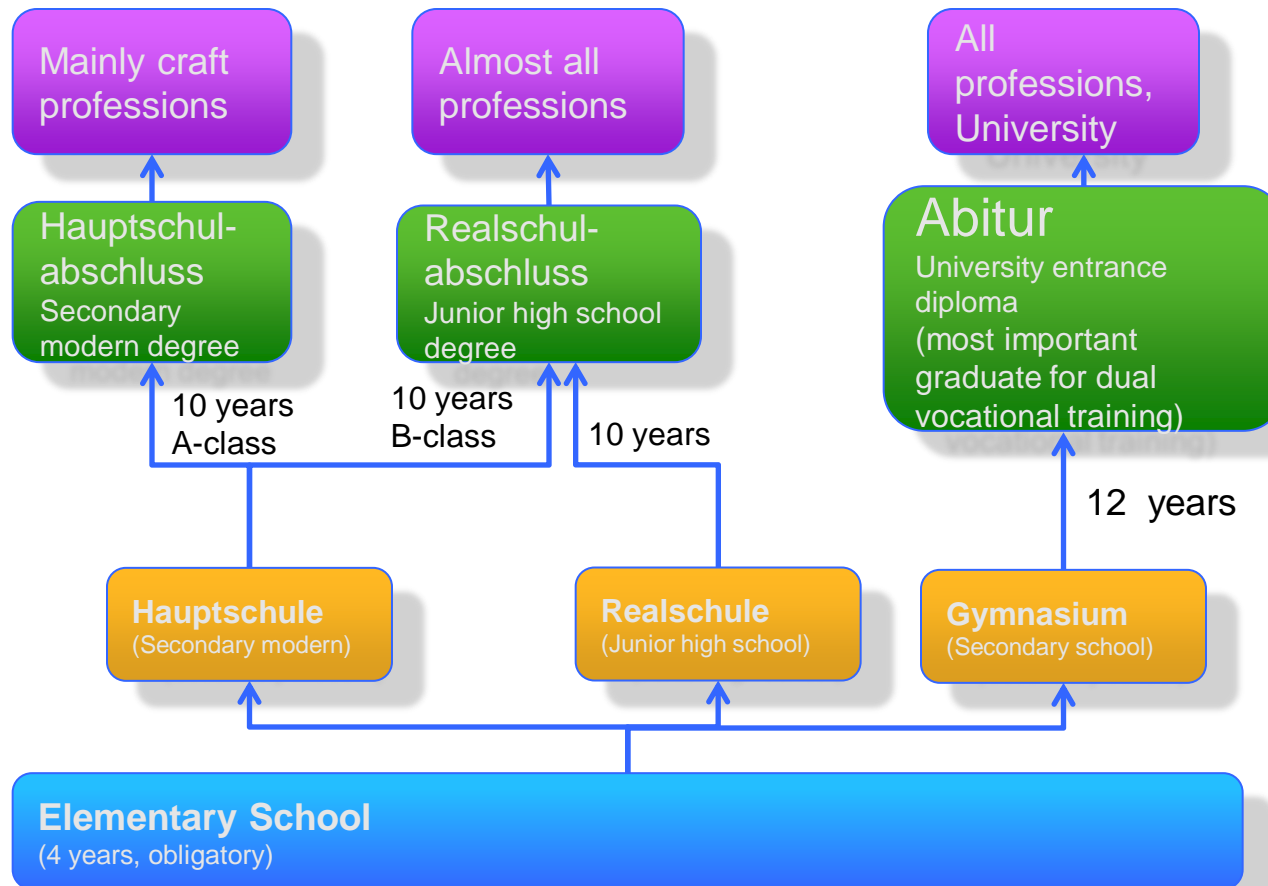 Mainly craft
professions
Almost all
professions
All
professions,
University
Hauptschul-
abschluss
Secondary
modern degree
Realschul-
abschluss
Junior high school
degree
Abitur
University entrance
diploma
(most important
graduate for dual
vocational training)
10 years
A-class
10 years
B-class
10 years
12 years
Hauptschule
(Secondary modern)
Realschule
(Junior high school)
Gymnasium
(Secondary school)
Elementary School
(4 years, obligatory)